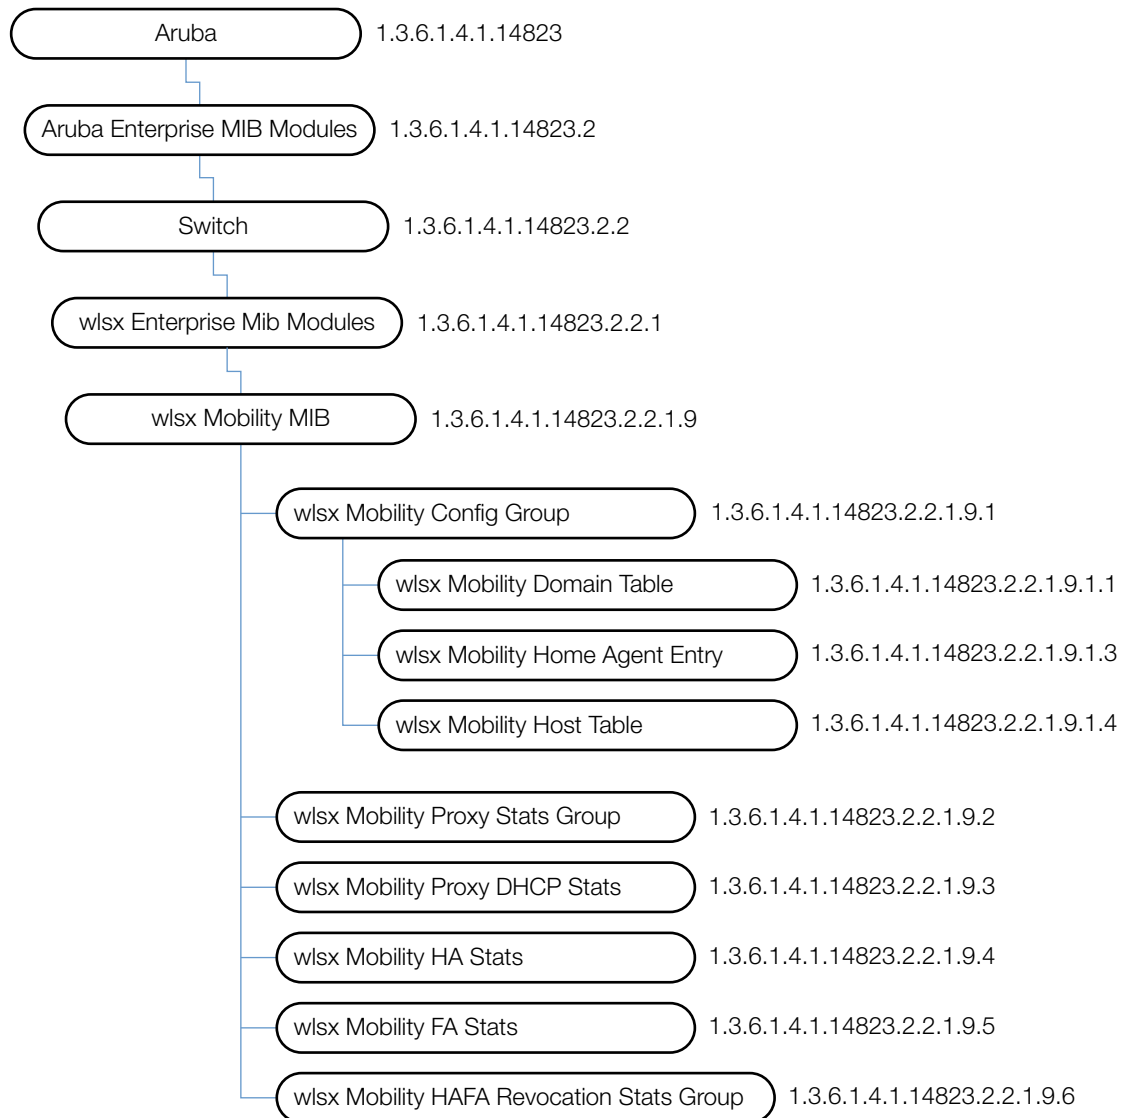 Aruba 1.3.6.1.4.1.14823
Aruba Enterprise MIB Modules 1.3.6.1.4.1.14823.2
Switch 1.3.6.1.4.1.14823.2.2
wlsx Enterprise Mib Modules 1.3.6.1.4.1.14823.2.2.1
wlsx Mobility MIB 1.3.6.1.4.1.14823.2.2.1.9
wlsx Mobility Config Group 1.3.6.1.4.1.14823.2.2.1.9.1
wlsx Mobility Domain Table 1.3.6.1.4.1.14823.2.2.1.9.1.1
wlsx Mobility Home Agent Entry 1.3.6.1.4.1.14823.2.2.1.9.1.3
wlsx Mobility Host Table 1.3.6.1.4.1.14823.2.2.1.9.1.4
wlsx Mobility Proxy Stats Group 1.3.6.1.4.1.14823.2.2.1.9.2
wlsx Mobility Proxy DHCP Stats 1.3.6.1.4.1.14823.2.2.1.9.3
wlsx Mobility HA Stats 1.3.6.1.4.1.14823.2.2.1.9.4
wlsx Mobility FA Stats 1.3.6.1.4.1.14823.2.2.1.9.5
wlsx Mobility HAFA Revocation Stats Group 1.3.6.1.4.1.14823.2.2.1.9.6